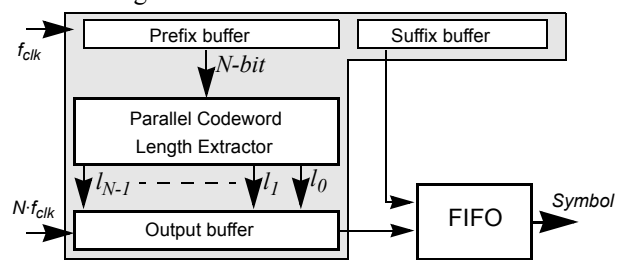 Prefix buffer
Suffix buffer
f_clk
N-bit
Parallel Codeword
Length Extractor
l_N-1
l_1
l_0
N·f_clk
Output buffer
FIFO
Symbol